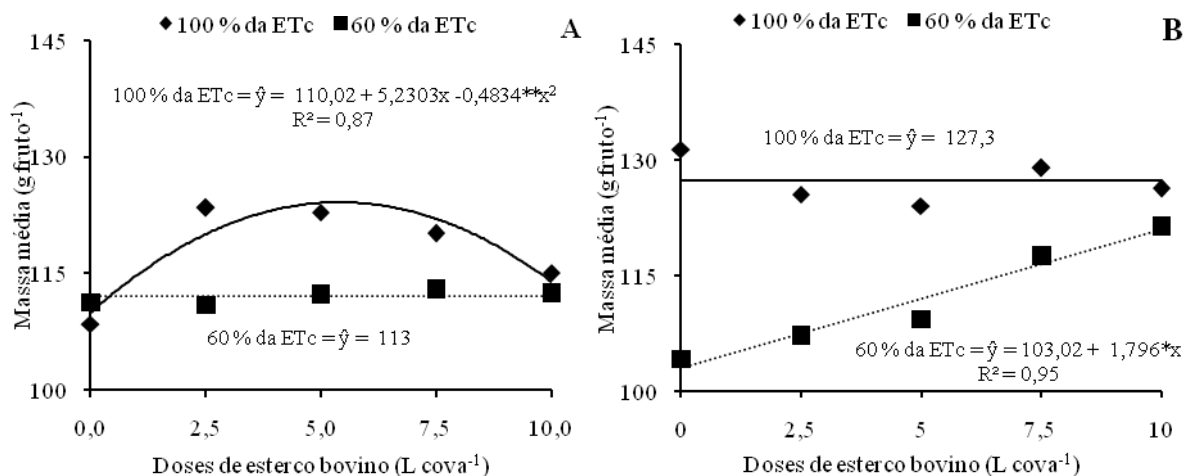 ◆ 100 % da ETc ■ 60 % da ETc
A
145
130
115
100
Massa média (g fruto⁻¹)
100 % da ETc = ŷ = 110,02 + 5,2303x -0,4834**x²
R² = 0,87
60 % da ETc = ŷ = 113
0,0 2,5 5,0 7,5 10,0
Doses de esterco bovino (L cova⁻¹)
◆ 100 % da ETc ■ 60 % da ETc
B
145
130
115
100
Massa média (g fruto⁻¹)
100 % da ETc = ŷ = 127,3
60 % da ETc = ŷ = 103,02 + 1,796*x
R² = 0,95
0 2,5 5 7,5 10
Doses de esterco bovino (L cova⁻¹)